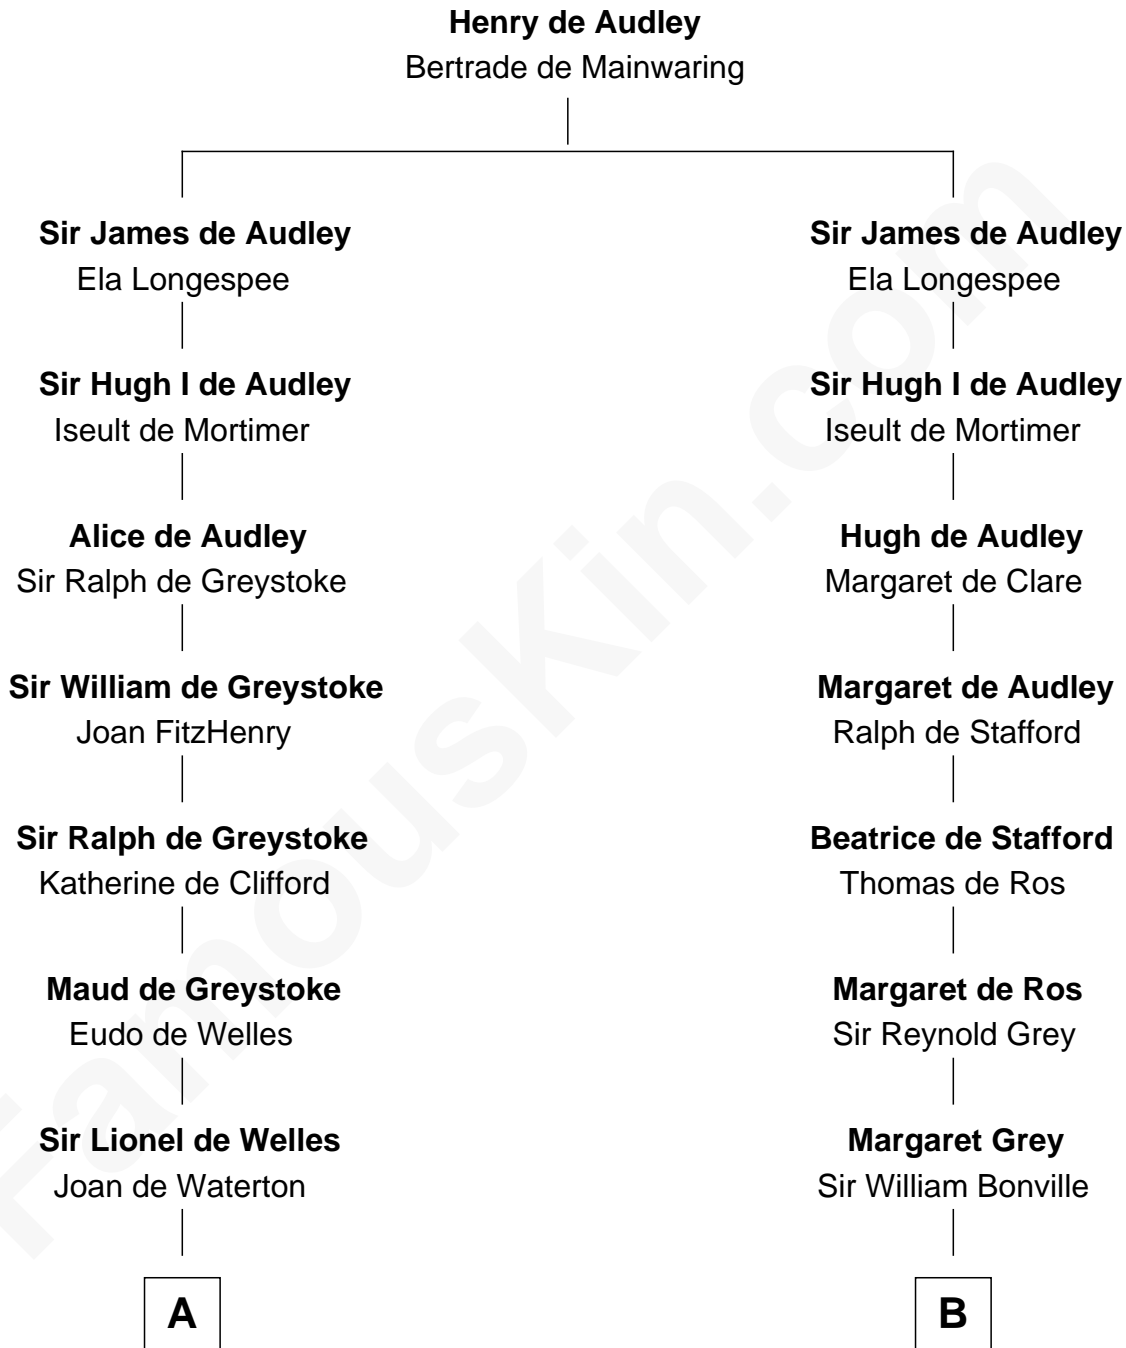 Henry de Audley
Bertrade de Mainwaring
Sir James de Audley
Ela Longespee
Sir Hugh I de Audley
Iseult de Mortimer
Alice de Audley
Sir Ralph de Greystoke
Sir William de Greystoke
Joan FitzHenry
Sir Ralph de Greystoke
Katherine de Clifford
Maud de Greystoke
Eudo de Welles
Sir Lionel de Welles
Joan de Waterton
A
Sir James de Audley
Ela Longespee
Sir Hugh I de Audley
Iseult de Mortimer
Hugh de Audley
Margaret de Clare
Margaret de Audley
Ralph de Stafford
Beatrice de Stafford
Thomas de Ros
Margaret de Ros
Sir Reynold Grey
Margaret Grey
Sir William Bonville
B
FamousKin.com